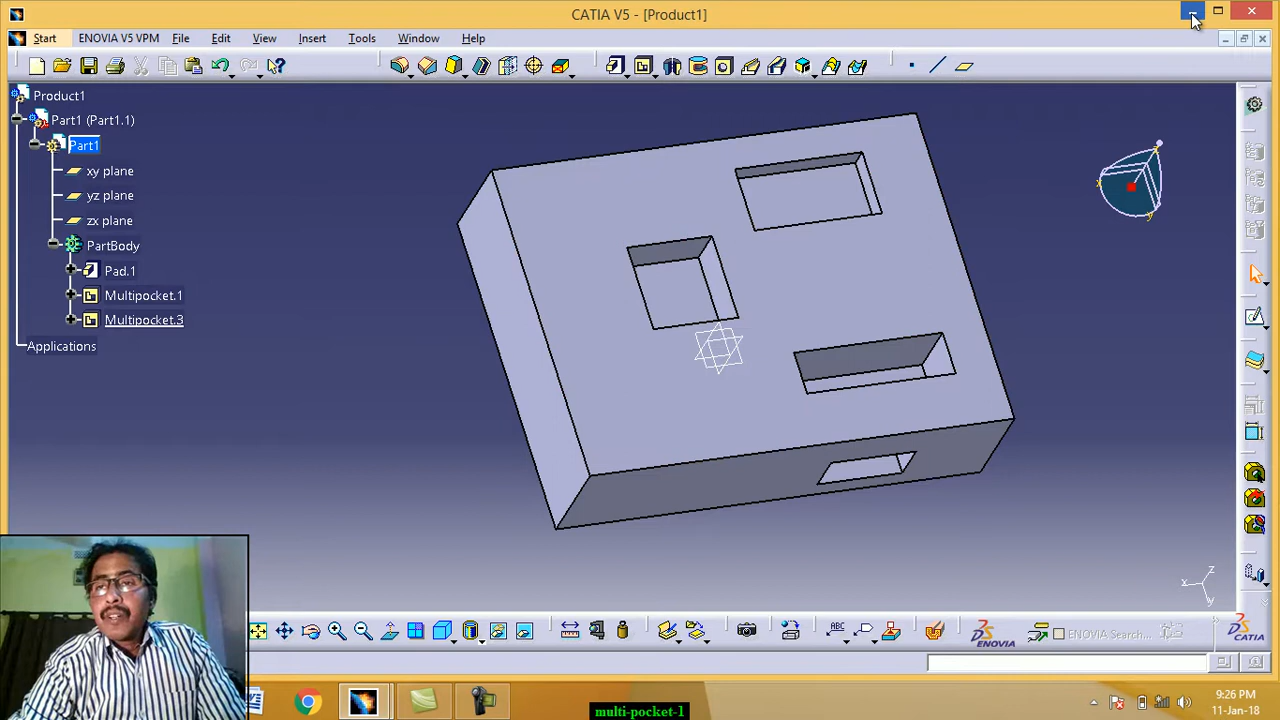 CATIA V5 - [Product1]
Start ENOVIA V5 VPM File Edit View Insert Tools Window Help
Product1
Part1 (Part1.1)
Part1
xy plane
yz plane
zx plane
PartBody
Pad.1
Multipocket.1
Multipocket.3
Applications
x
x
y
z
x
y
ABC
ENOVIA
ENOVIA Search...
CATIA
9:26 PM
11-Jan-18
multi-pocket-1